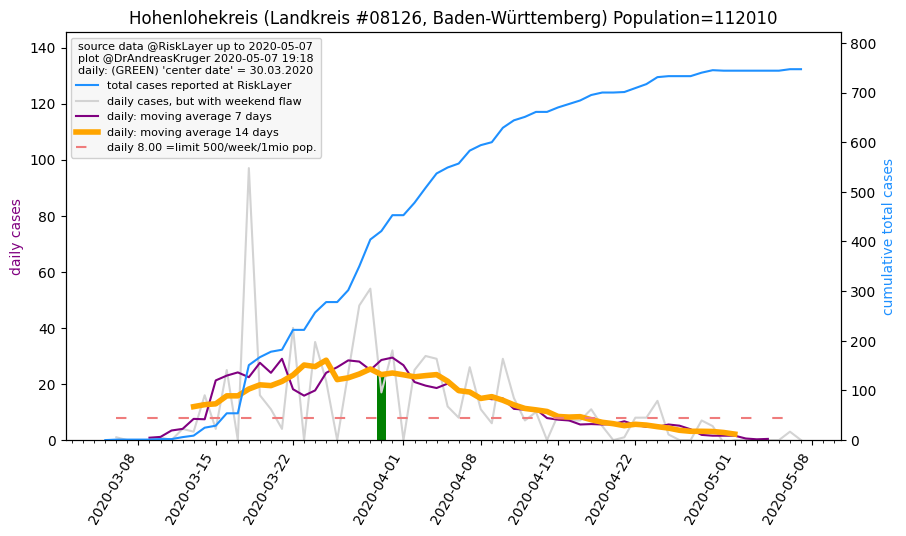 Hohenlohekreis (Landkreis #08126, Baden-Württemberg) Population=112010
source data @RiskLayer up to 2020-05-07
plot @DrAndreasKruger 2020-05-07 19:18
daily: (GREEN) 'center date' = 30.03.2020
total cases reported at RiskLayer
daily cases, but with weekend flaw
daily: moving average 7 days
daily: moving average 14 days
daily 8.00 =limit 500/week/1mio pop.
daily cases
140
120
100
80
60
40
20
0
cumulative total cases
800
700
600
500
400
300
200
100
0
2020-03-08
2020-03-15
2020-03-22
2020-04-01
2020-04-08
2020-04-15
2020-04-22
2020-05-01
2020-05-08